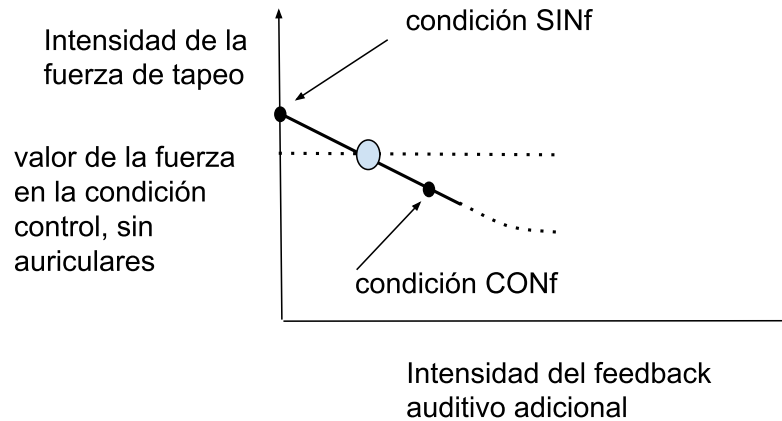 condición SINf
Intensidad de la
fuerza de tapeo
valor de la fuerza
en la condición
control, sin
auriculares
condición CONf
Intensidad del feedback
auditivo adicional